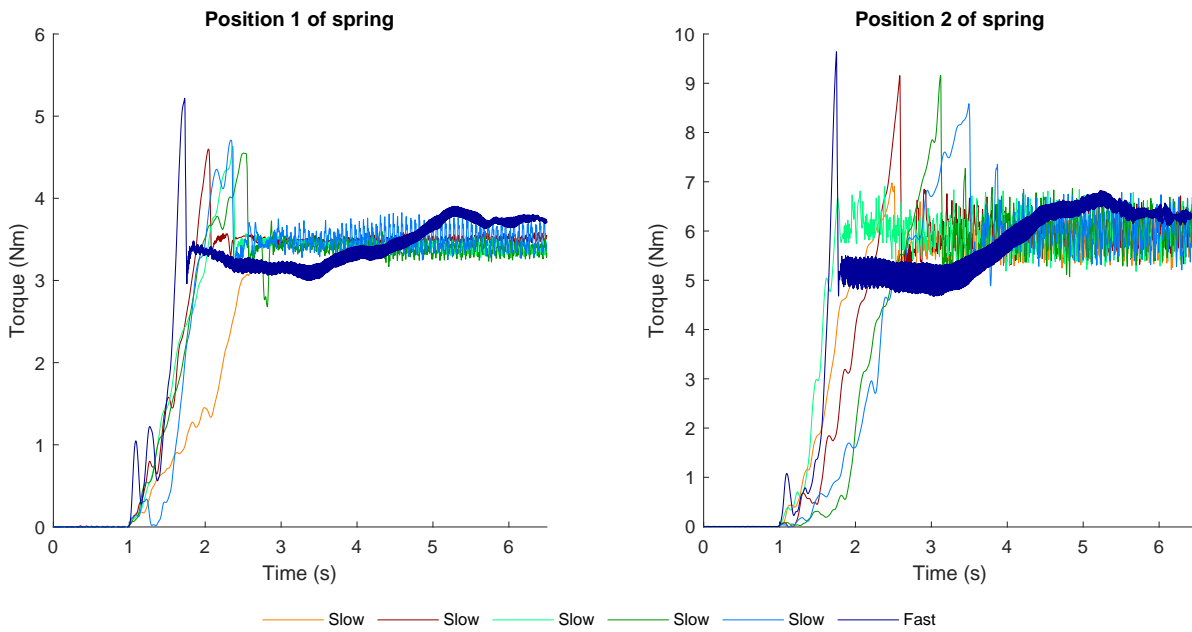 Position 1 of spring
6
5
4
3
2
1
0
Torque (Nm)
0 1 2 3 4 5 6
Time (s)
Position 2 of spring
10
9
8
7
6
5
4
3
2
1
0
Torque (Nm)
0 1 2 3 4 5 6
Time (s)
Slow Slow Slow Slow Slow Fast